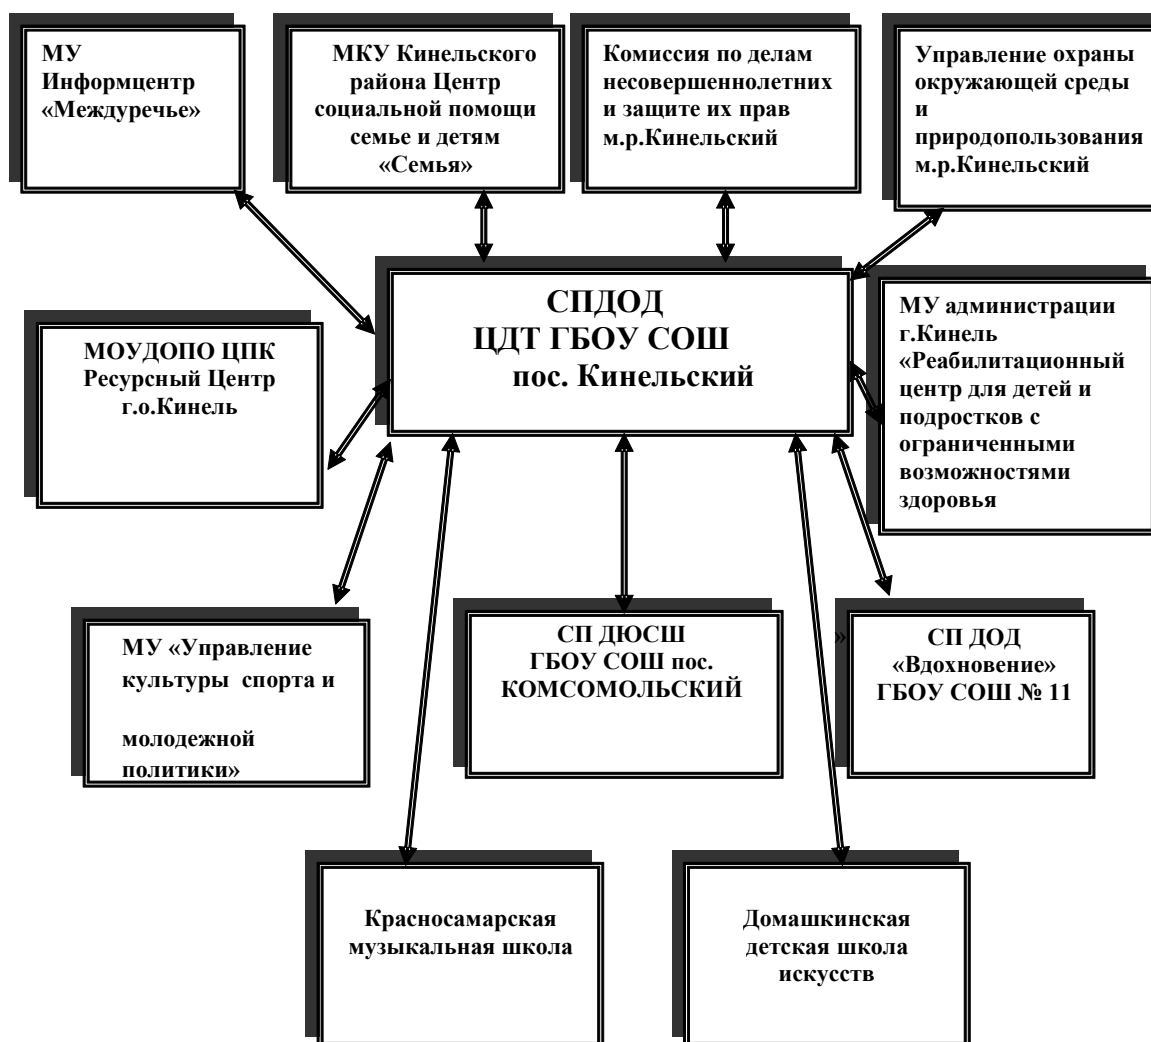 МУ
Информцентр
«Междуречье»
МКУ Кинельского
района Центр
социальной помощи
семье и детям
«Семья»
Комиссия по делам
несовершеннолетних
и защите их прав
м.р.Кинельский
Управление охраны
окружающей среды
и
природопользования
м.р.Кинельский
СПДОД
ЦДТ ГБОУ СОШ
пос. Кинельский
МОУДОПО ЦПК
Ресурсный Центр
г.о.Кинель
МУ администрации
г.Кинель
«Реабилитационный
центр для детей и
подростков с
ограниченными
возможностями
здоровья
МУ «Управление
культуры спорта и
молодежной
политики»
СП ДЮСШ
ГБОУ СОШ пос.
КОМСОМОЛЬСКИЙ
»
СП ДОД
«Вдохновение»
ГБОУ СОШ № 11
Красносамарская
музыкальная школа
Домашкинская
детская школа
искусств